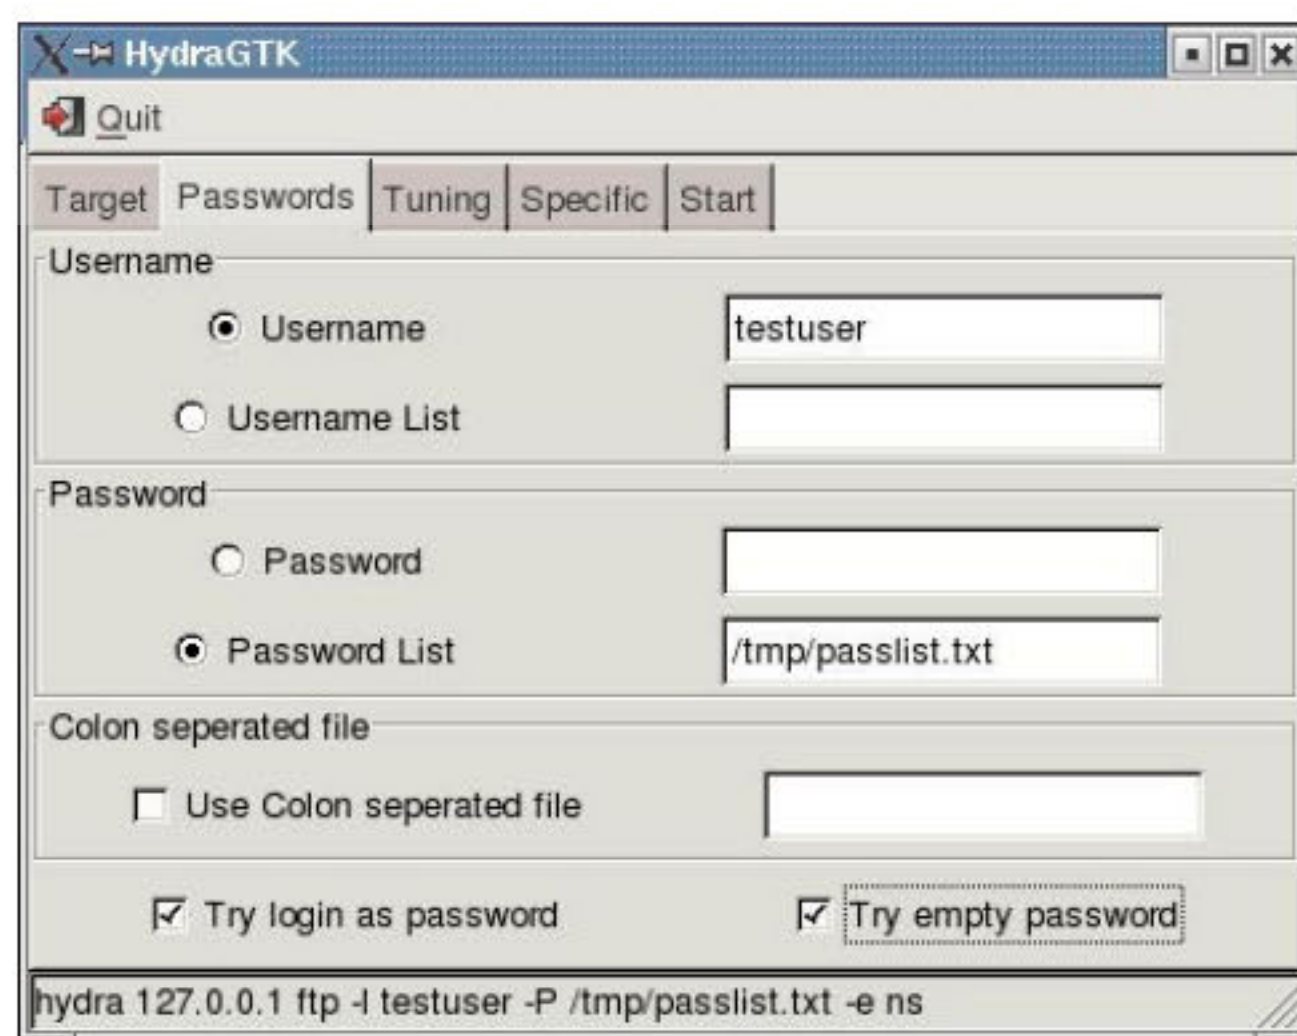 HydraGTK
Quit
Target Passwords Tuning Specific Start
Username
Username testuser
Username List
Password
Password
Password List /tmp/passlist.txt
Colon seperated file
Use Colon seperated file
Try login as password Try empty password
hydra 127.0.0.1 ftp -l testuser -P /tmp/passlist.txt -e ns